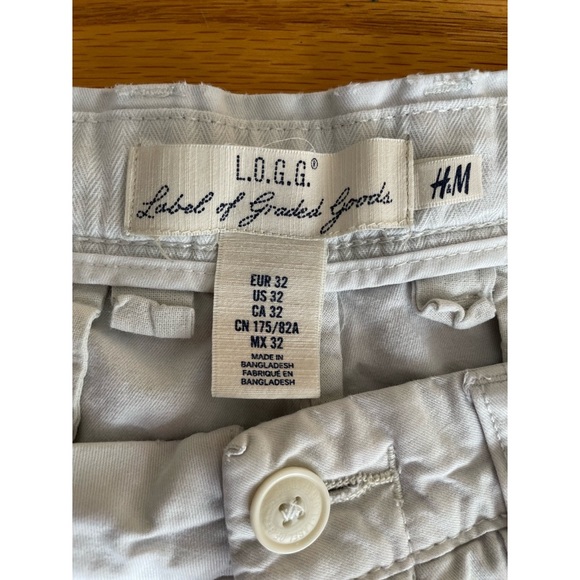 L.O.G.G.®
Label of Graded Goods
H&M
EUR 32
US 32
CA 32
CN 175/82A
MX 32
MADE IN
BANGLADESH
FABRIQUÉ EN
BANGLADESH